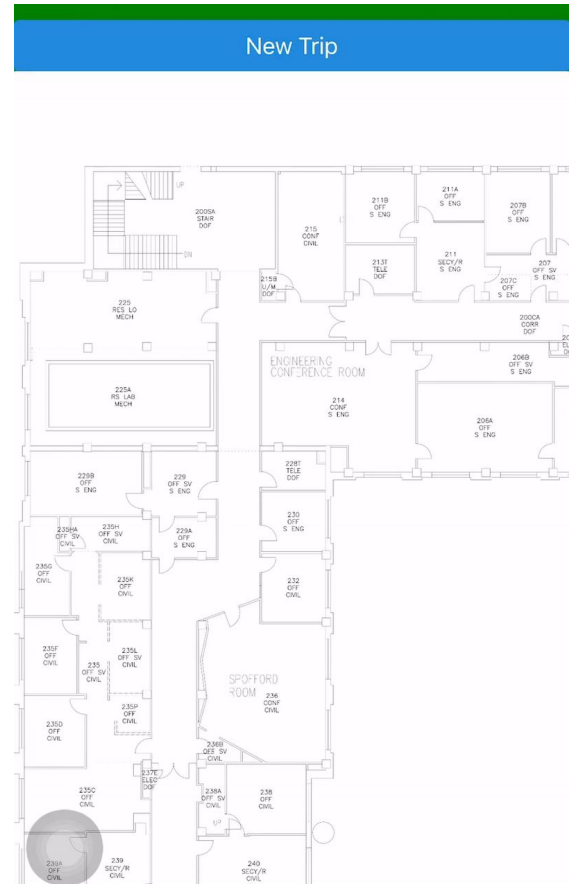 New Trip
UP
200SA
STAIR
DOF
DN
215
CONF
CIVIL
211B
OFF
S ENG
211A
OFF
S ENG
207B
OFF
S ENG
213T
TELE
DOF
211
SECY/R
S ENG
207
OFF SV
S ENG
207C
OFF
S ENG
215B
U/M
DOF
225
RES LO
MECH
200CA
CORR
DOF
ENGINEERING
CONFERENCE ROOM
206B
OFF SV
S ENG
225A
RS LAB
MECH
214
CONF
S ENG
206A
OFF
S ENG
229B
OFF
S ENG
229
OFF SV
S ENG
228T
TELE
DOF
230
OFF
S ENG
235HA
OFF SV
CIVIL
235H
OFF SV
CIVIL
229A
OFF
S ENG
235G
OFF
CIVIL
235K
OFF
CIVIL
232
OFF
CIVIL
235F
OFF
CIVIL
235
OFF SV
CIVIL
235L
OFF SV
CIVIL
SPOFFORD
ROOM
236
CONF
CIVIL
235P
OFF SV
CIVIL
235D
OFF
CIVIL
236B
OFF SV
CIVIL
237E
ELEC
DOF
235C
OFF
CIVIL
238A
OFF SV
CIVIL
238
OFF
CIVIL
UP
239A
OFF
CIVIL
239
SECY/R
CIVIL
240
SECY/R
CIVIL